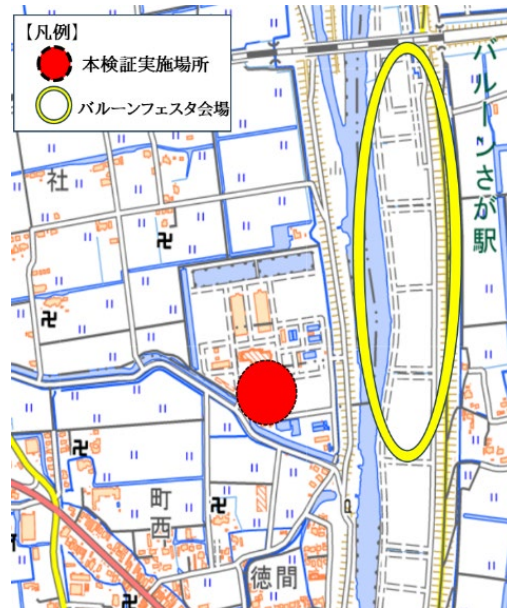 【凡例】
本検証実施場所
バルーンフェスタ会場
バルーンさが駅
社
町西
徳間